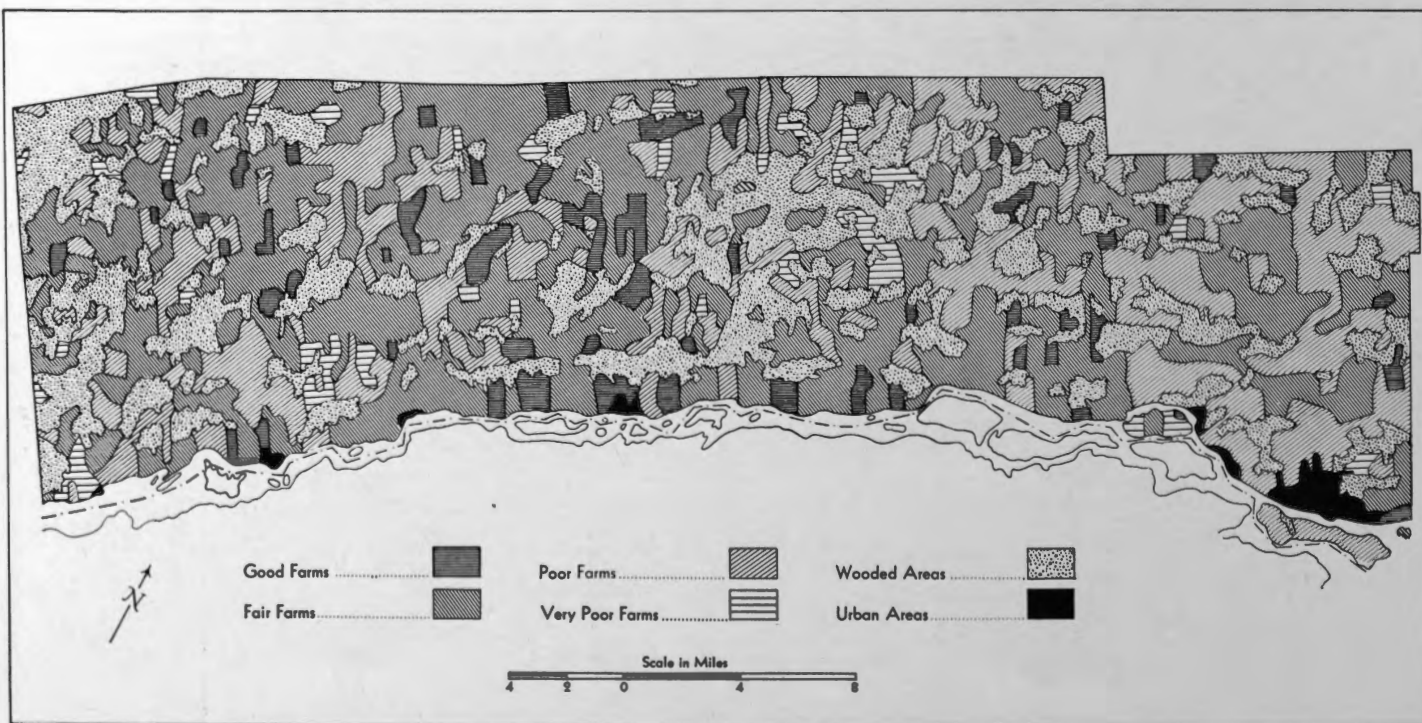 Good Farms ........ Poor Farms ........ Wooded Areas ........
Fair Farms ........ Very Poor Farms ........ Urban Areas ........
N
Scale in Miles
4 2 0 4 8